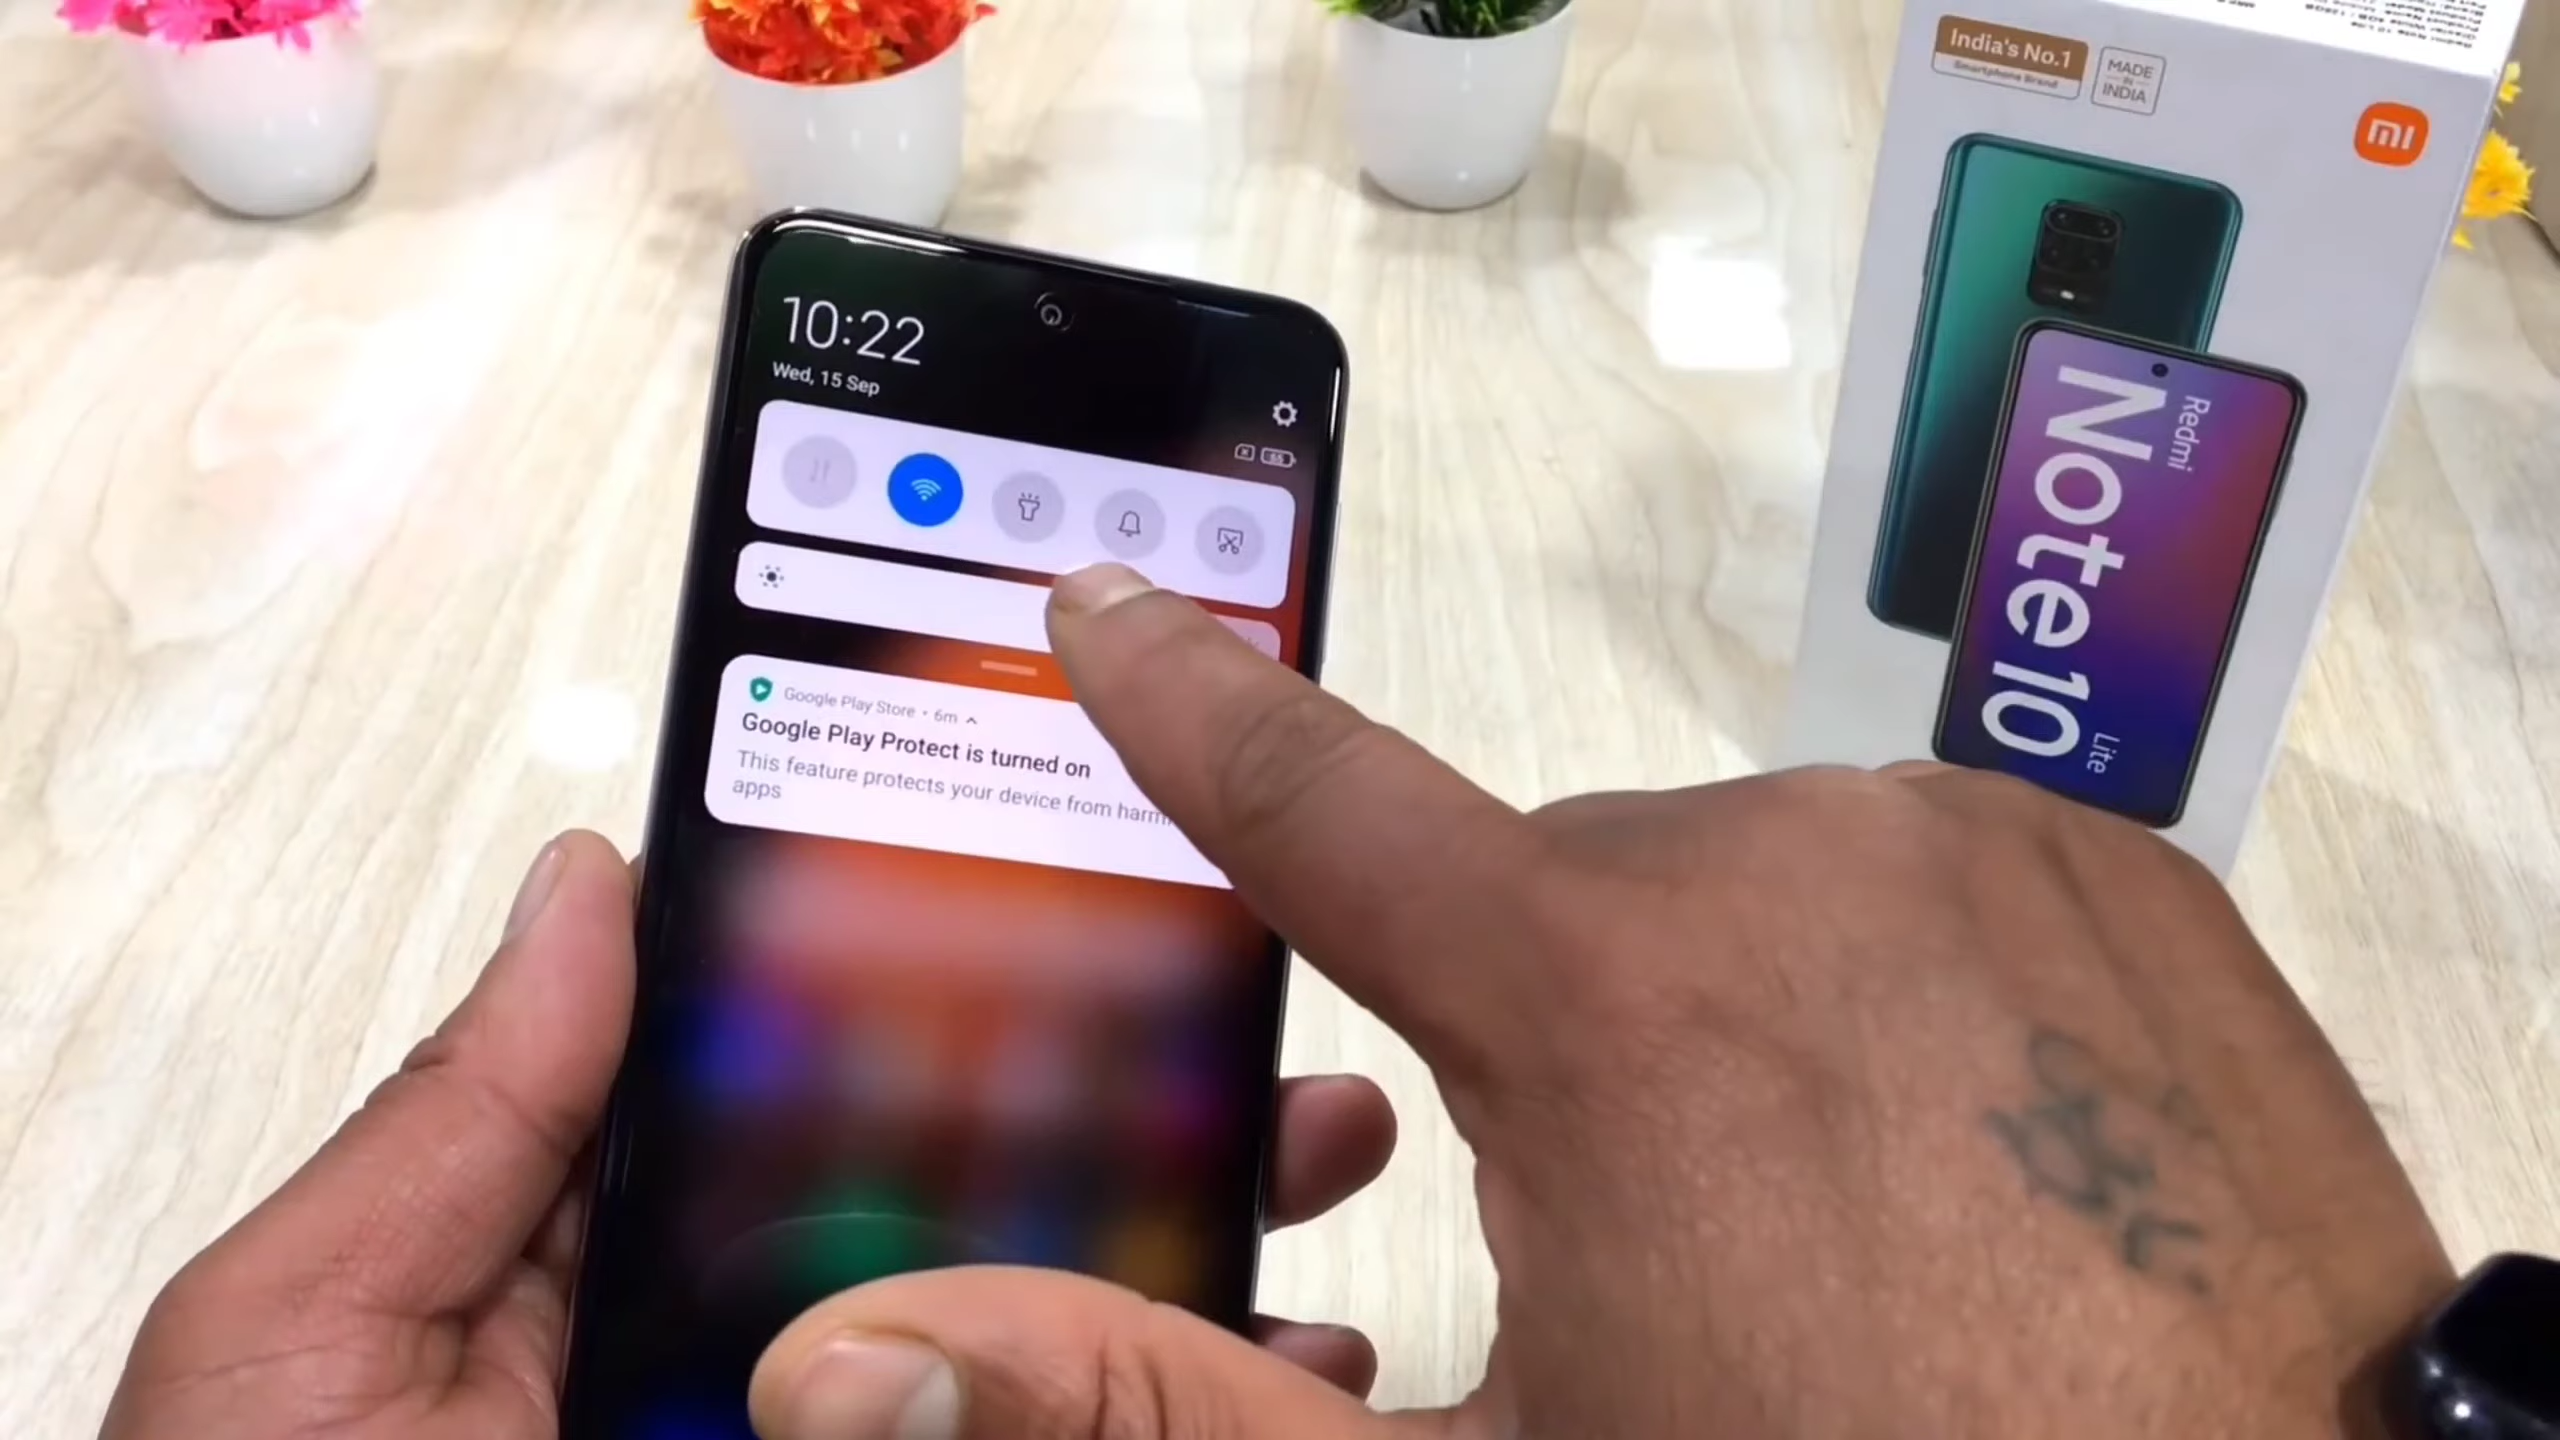 India's No.1
Smartphone Brand
MADE
IN
INDIA
mi
10:22
Wed, 15 Sep
65
Google Play Store • 6m
Google Play Protect is turned on
This feature protects your device from
apps
Redmi
Note 10
Lite